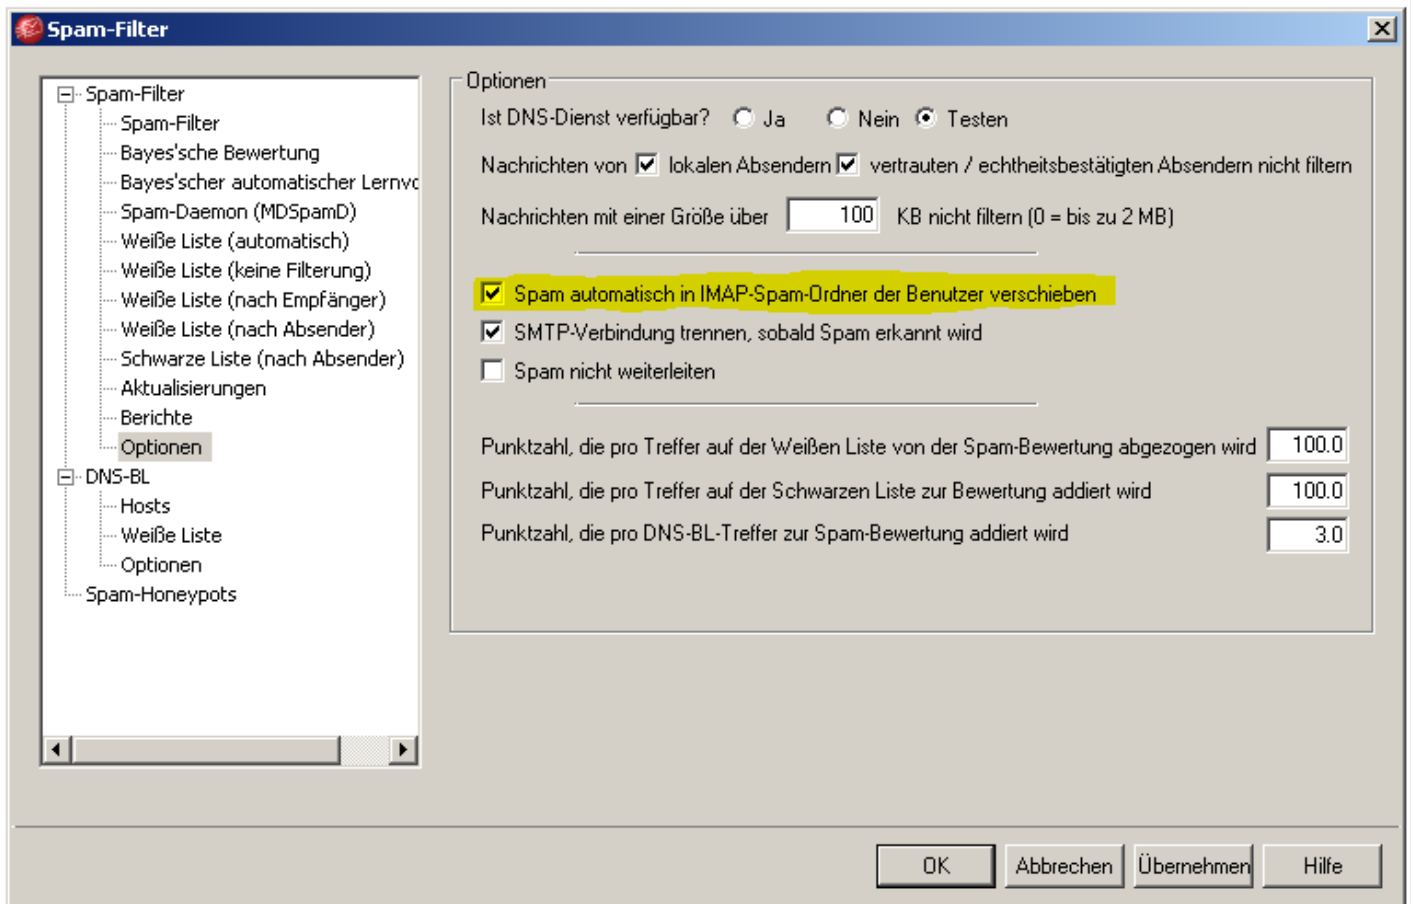 Spam-Filter
Spam-Filter
Spam-Filter
Bayes'sche Bewertung
Bayes'scher automatischer Lernvo
Spam-Daemon (MDSpamD)
Weiße Liste (automatisch)
Weiße Liste (keine Filterung)
Weiße Liste (nach Empfänger)
Weiße Liste (nach Absender)
Schwarze Liste (nach Absender)
Aktualisierungen
Berichte
Optionen
DNS-BL
Hosts
Weiße Liste
Optionen
Spam-Honeypots
Optionen
Ist DNS-Dienst verfügbar? Ja Nein Testen
Nachrichten von lokalen Absendern vertrauten / echtheitsbestätigten Absendern nicht filtern
Nachrichten mit einer Größe über 100 KB nicht filtern (0 = bis zu 2 MB)
Spam automatisch in IMAP-Spam-Ordner der Benutzer verschieben
SMTP-Verbindung trennen, sobald Spam erkannt wird
Spam nicht weiterleiten
Punktzahl, die pro Treffer auf der Weißen Liste von der Spam-Bewertung abgezogen wird 100.0
Punktzahl, die pro Treffer auf der Schwarzen Liste zur Bewertung addiert wird 100.0
Punktzahl, die pro DNS-BL-Treffer zur Spam-Bewertung addiert wird 3.0
OK Abbrechen Übernehmen Hilfe